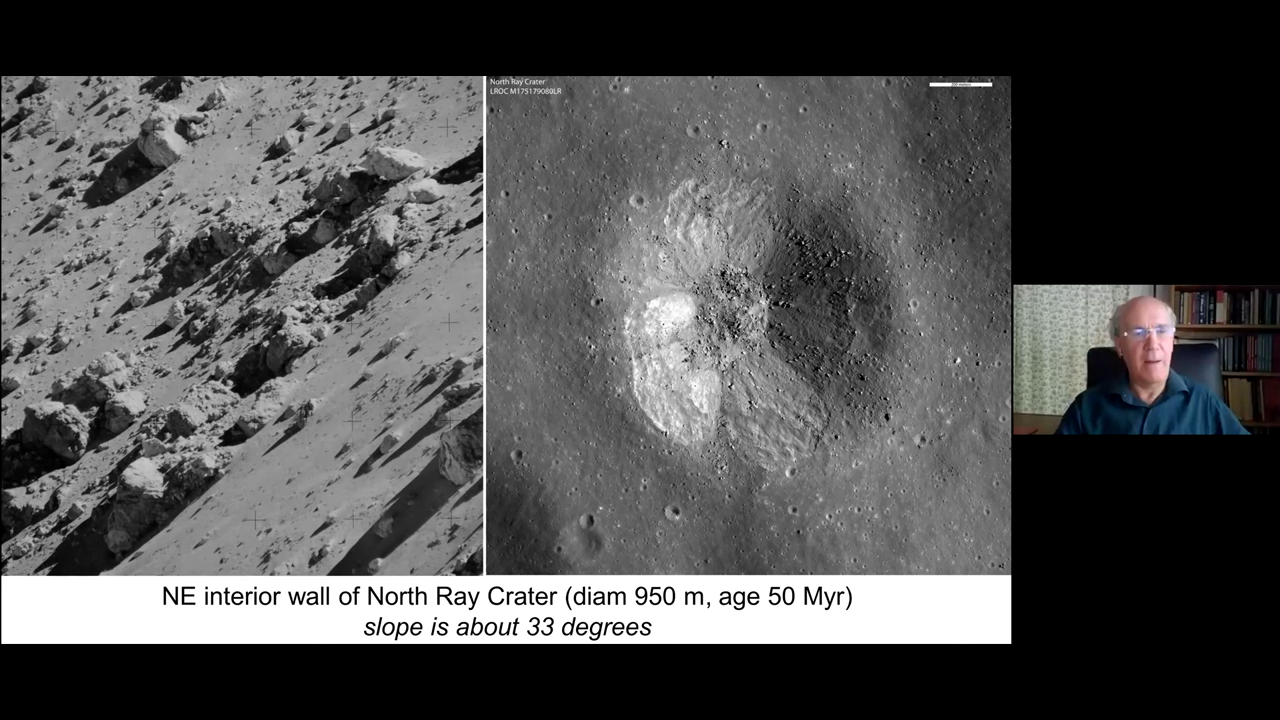 North Ray Crater
LROC M175179080LR
NE interior wall of North Ray Crater (diam 950 m, age 50 Myr)
slope is about 33 degrees